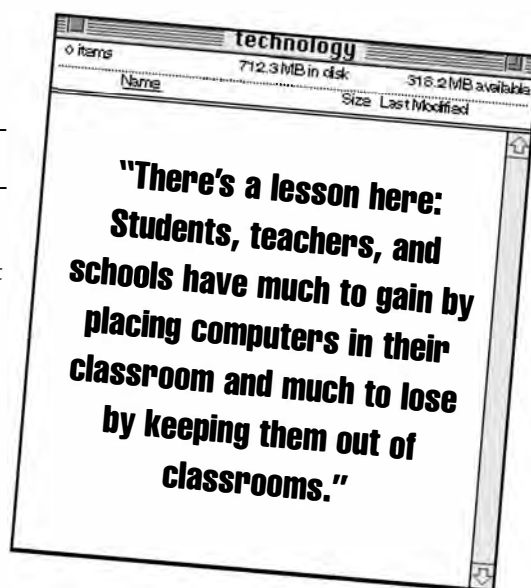 technology
◊ items 712.3 MB in disk 316.2 MB available
Name Size Last Modified
“There’s a lesson here:
Students, teachers, and
schools have much to gain by
placing computers in their
classroom and much to lose
by keeping them out of
classrooms.”